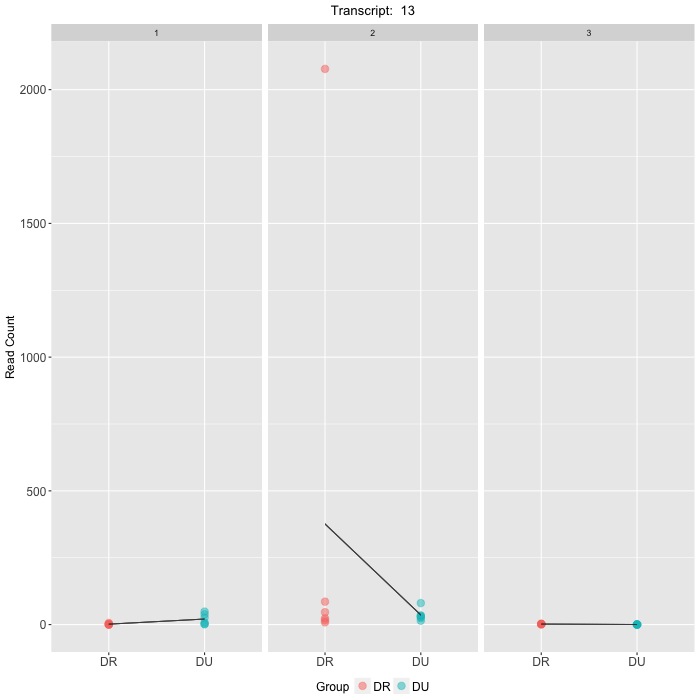 Transcript:  13
1 2 3
2000
1500
1000
500
0
Read Count
DR DU DR DU DR DU
Group DR DU